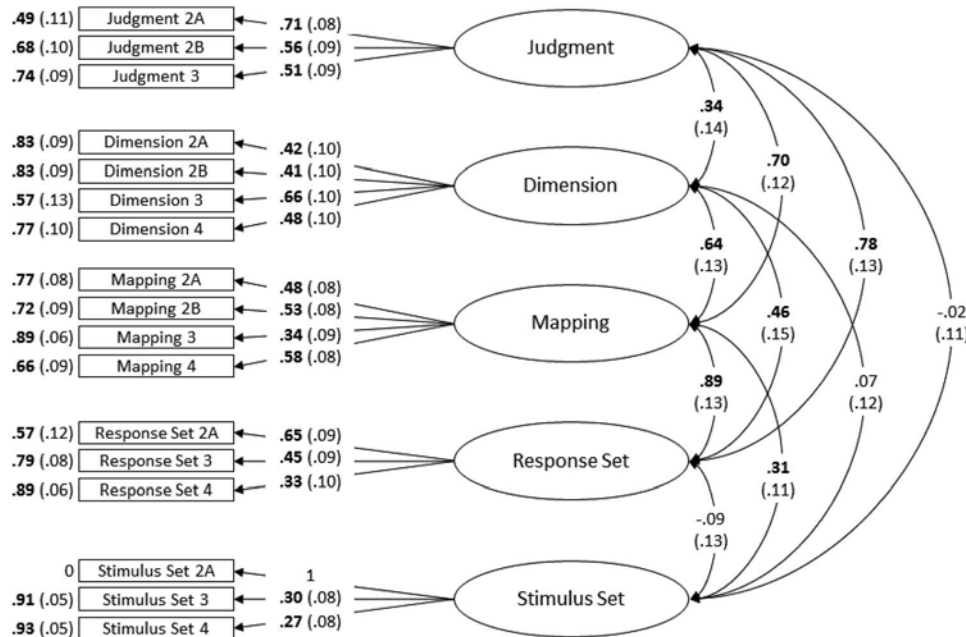 .49 (.11) Judgment 2A .71 (.08)
.68 (.10) Judgment 2B .56 (.09) Judgment
.74 (.09) Judgment 3 .51 (.09)
.34
(.14)
.70
(.12)
.83 (.09) Dimension 2A .42 (.10)
.83 (.09) Dimension 2B .41 (.10) Dimension
.57 (.13) Dimension 3 .66 (.10)
.77 (.10) Dimension 4 .48 (.10)
.64
(.13)
.78
(.13)
.77 (.08) Mapping 2A .48 (.08)
.72 (.09) Mapping 2B .53 (.08) Mapping
.89 (.06) Mapping 3 .34 (.09)
.66 (.09) Mapping 4 .58 (.08)
.46
(.15)
-.02
(.11)
.89
(.13)
.07
(.12)
.57 (.12) Response Set 2A .65 (.09)
.79 (.08) Response Set 3 .45 (.09) Response Set
.89 (.06) Response Set 4 .33 (.10)
.31
(.11)
-.09
(.13)
0 Stimulus Set 2A 1
.91 (.05) Stimulus Set 3 .30 (.08) Stimulus Set
.93 (.05) Stimulus Set 4 .27 (.08)